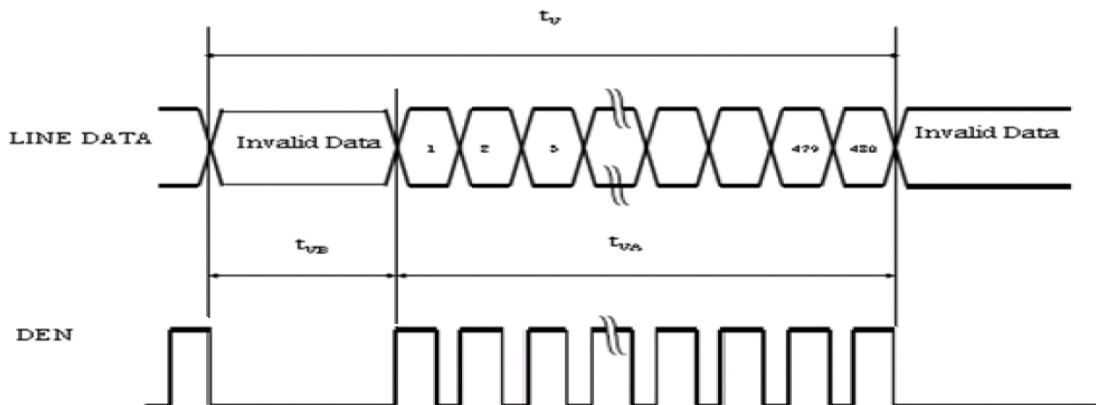 tv
LINE DATA
Invalid Data
1
2
3
479
480
Invalid Data
tVB
tVA
DEN